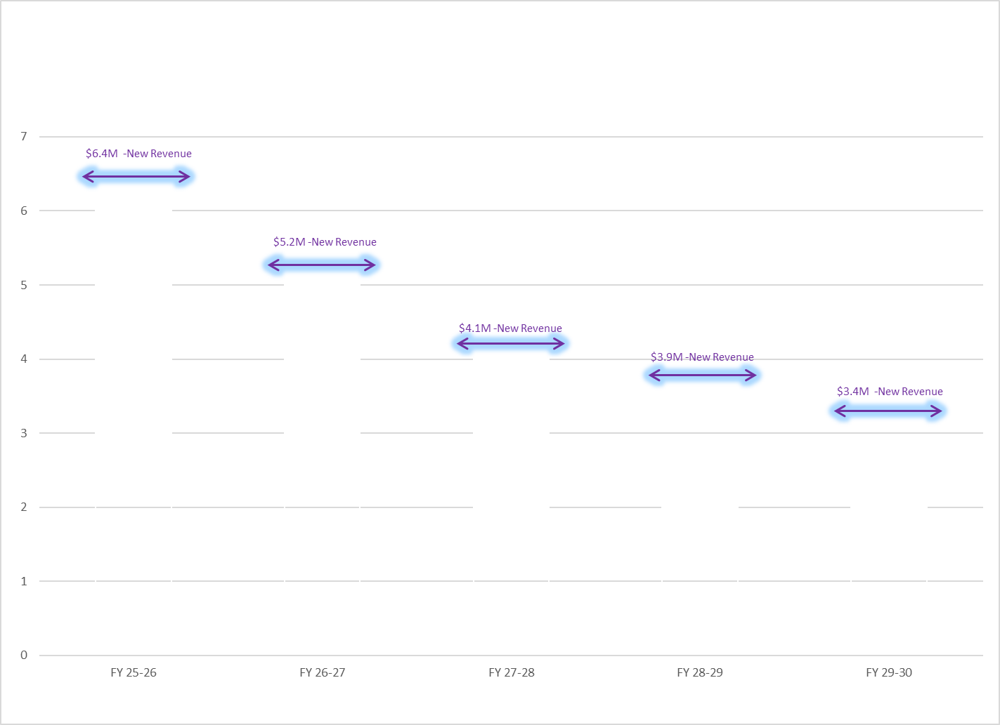 7
$6.4M  -New Revenue
6
$5.2M -New Revenue
5
$4.1M -New Revenue
4
$3.9M -New Revenue
$3.4M  -New Revenue
3
2
1
0
FY 25-26
FY 26-27
FY 27-28
FY 28-29
FY 29-30